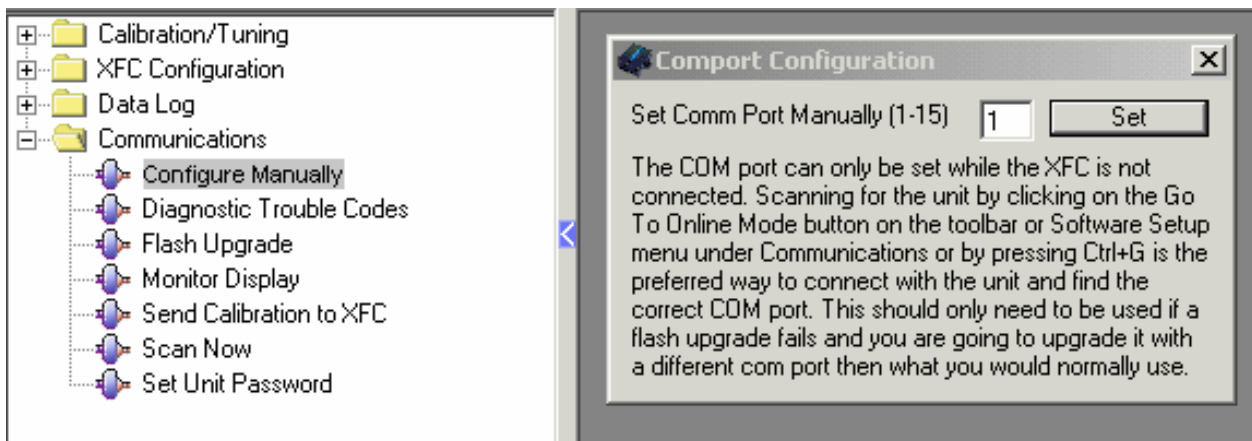 Calibration/Tuning
XFC Configuration
Data Log
Communications
Configure Manually
Diagnostic Trouble Codes
Flash Upgrade
Monitor Display
Send Calibration to XFC
Scan Now
Set Unit Password
Comport Configuration
Set Comm Port Manually (1-15) 1 Set
The COM port can only be set while the XFC is not
connected. Scanning for the unit by clicking on the Go
To Online Mode button on the toolbar or Software Setup
menu under Communications or by pressing Ctrl+G is the
preferred way to connect with the unit and find the
correct COM port. This should only need to be used if a
flash upgrade fails and you are going to upgrade it with
a different com port then what you would normally use.